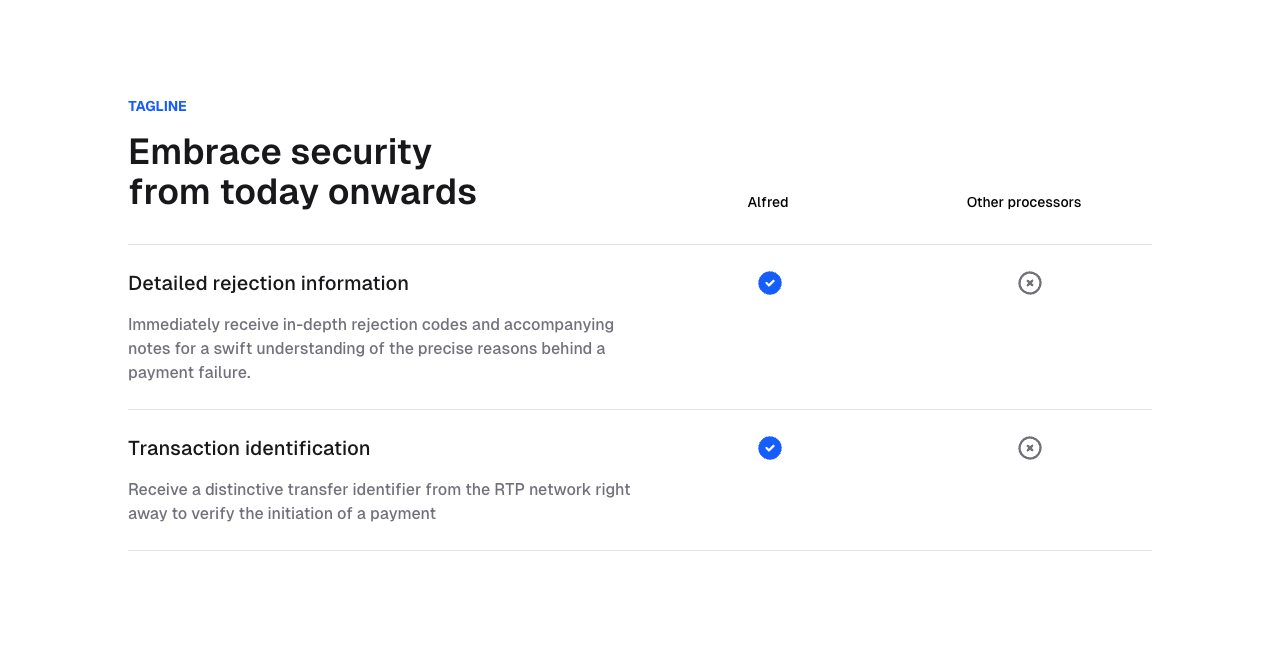 TAGLINE
Embrace security
from today onwards
Alfred
Other processors
Detailed rejection information
Immediately receive in-depth rejection codes and accompanying
notes for a swift understanding of the precise reasons behind a
payment failure.
Transaction identification
Receive a distinctive transfer identifier from the RTP network right
away to verify the initiation of a payment